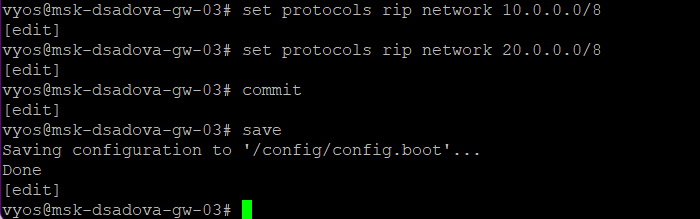 vyos@msk-dsadova-gw-03# set protocols rip network 10.0.0.0/8
[edit]
vyos@msk-dsadova-gw-03# set protocols rip network 20.0.0.0/8
[edit]
vyos@msk-dsadova-gw-03# commit
[edit]
vyos@msk-dsadova-gw-03# save
Saving configuration to '/config/config.boot'...
Done
[edit]
vyos@msk-dsadova-gw-03#